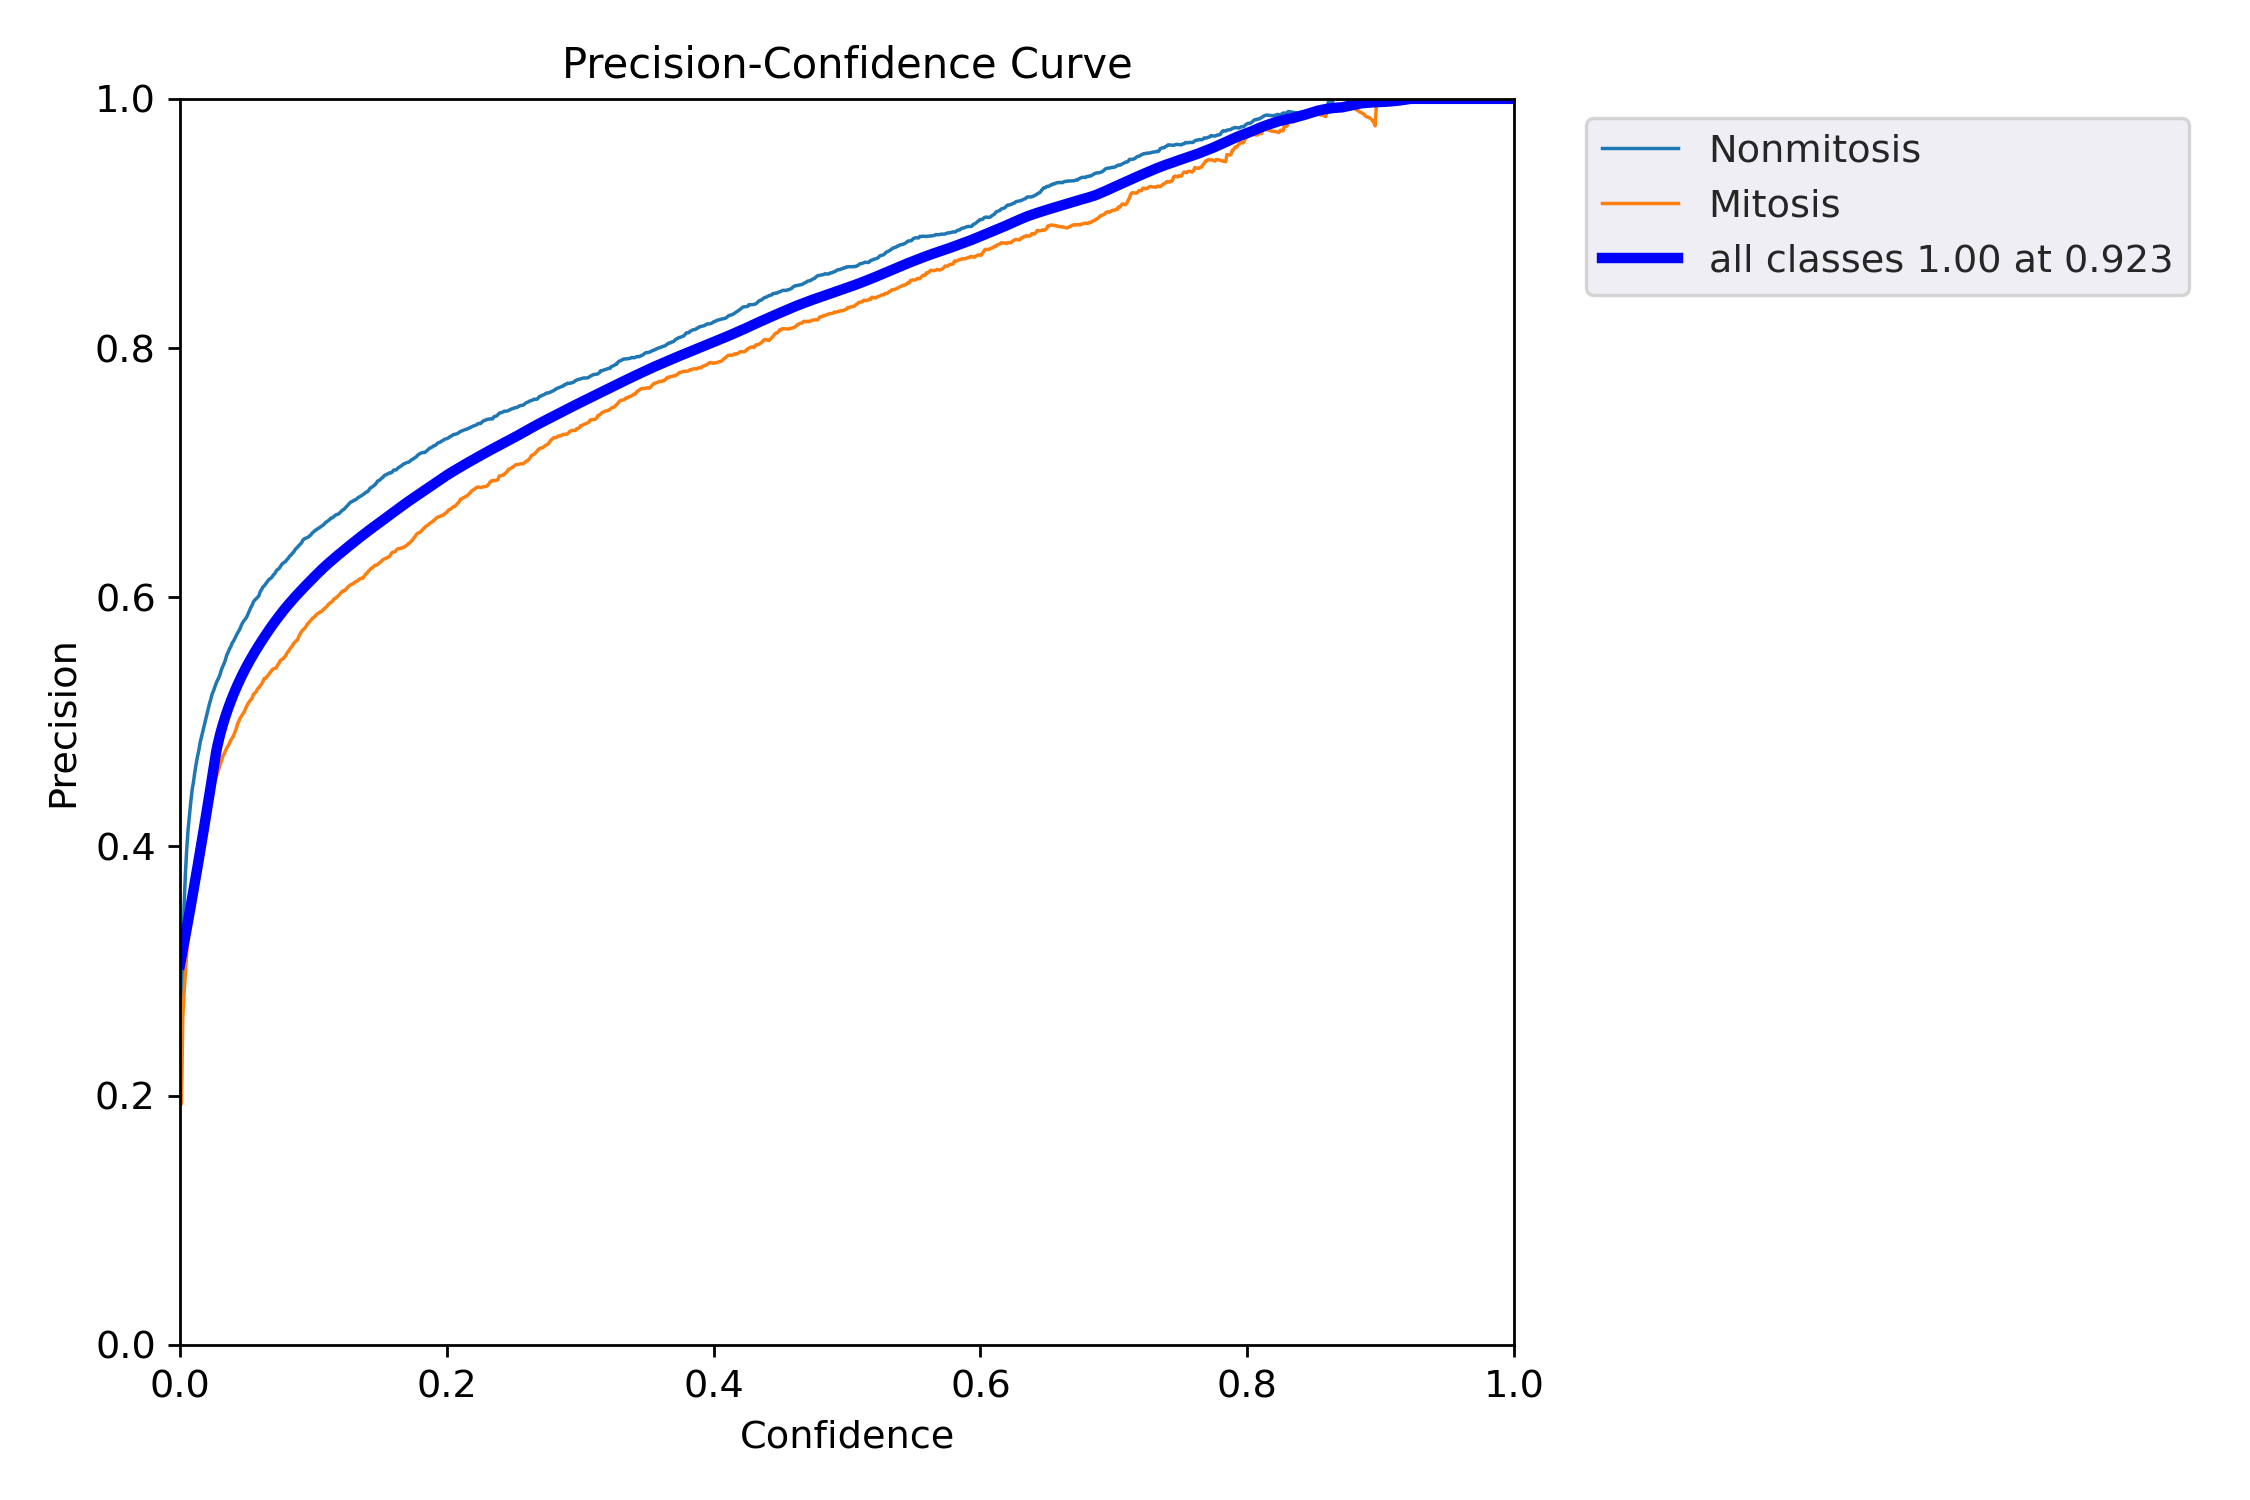 Precision-Confidence Curve
1.0
0.8
0.6
0.4
0.2
0.0
Precision
0.0 0.2 0.4 0.6 0.8 1.0
Confidence
Nonmitosis
Mitosis
all classes 1.00 at 0.923